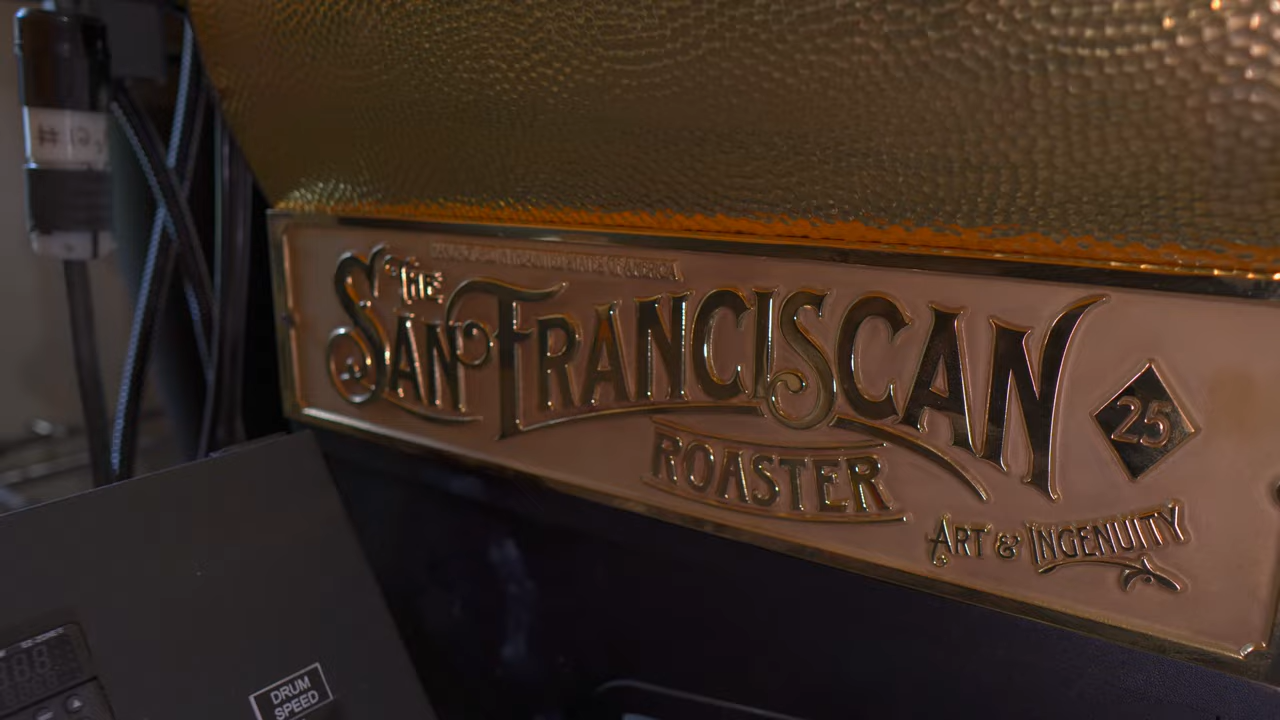 THE
SAN FRANCISCAN
ROASTER
25
ART & INGENUITY
DRUM
SPEED